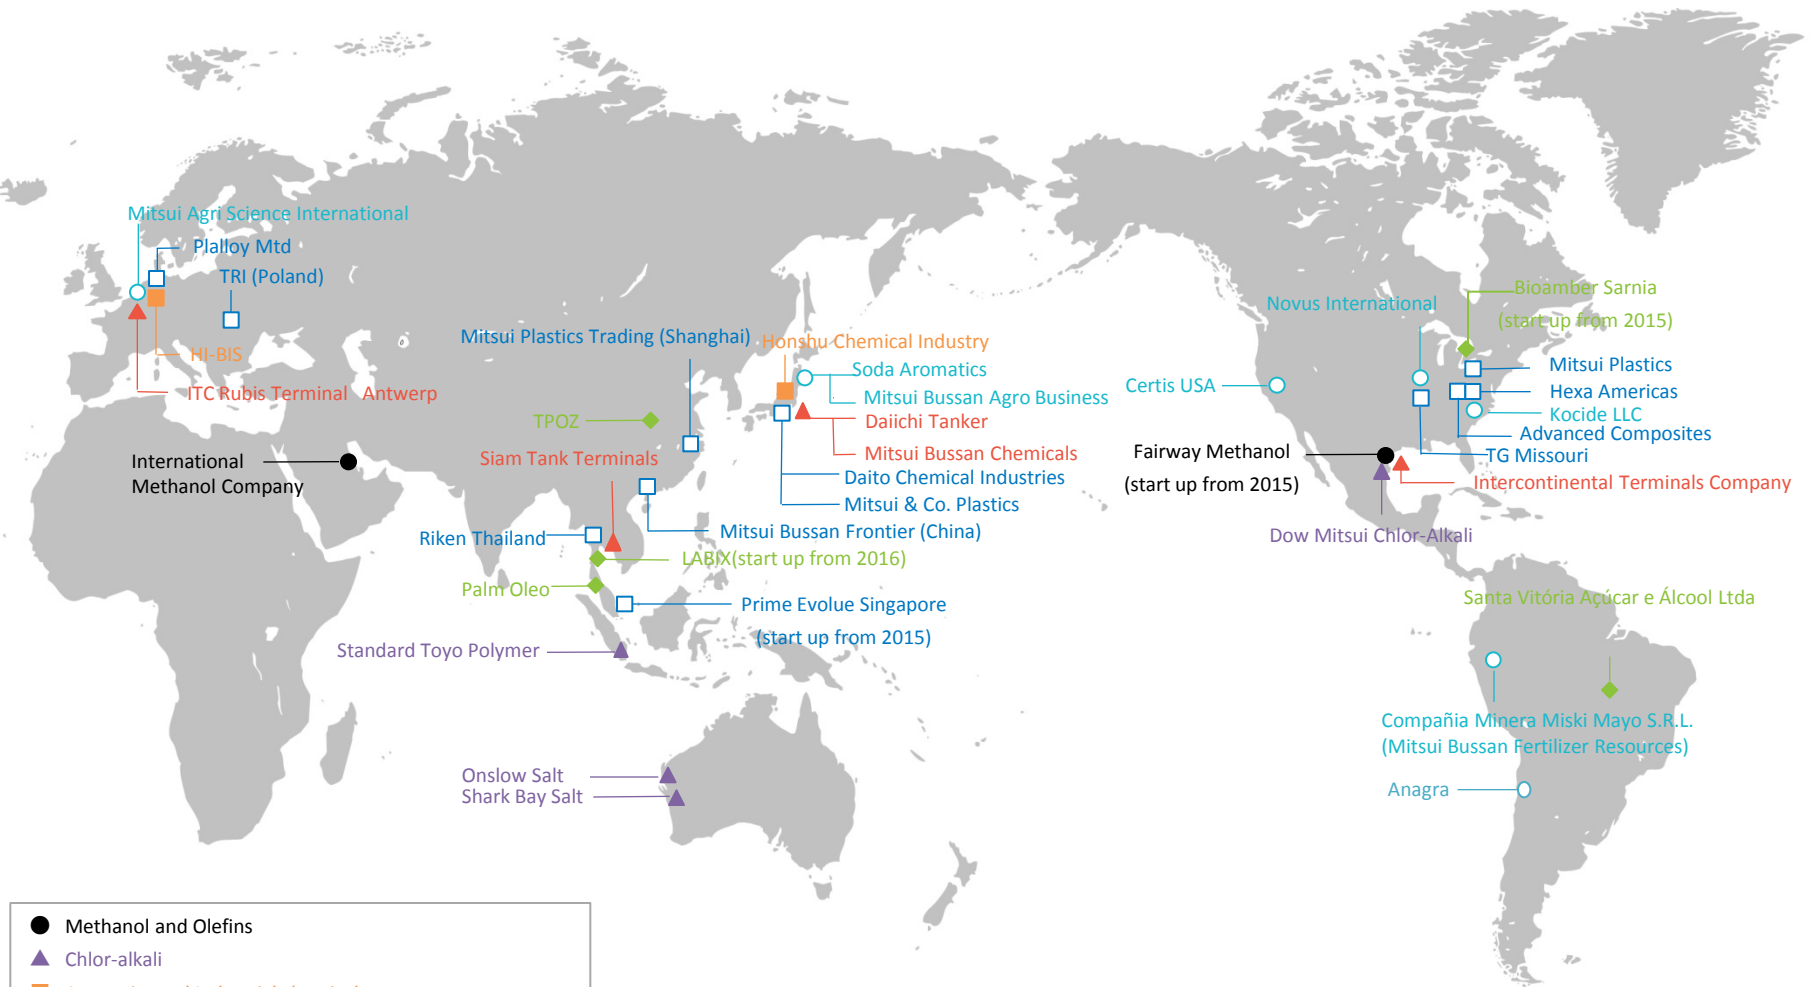 Mitsui Agri Science International
Plalloy Mtd
TRI (Poland)
HI-BIS
ITC Rubis Terminal Antwerp
International
Methanol Company
Mitsui Plastics Trading (Shanghai)
Honshu Chemical Industry
Soda Aromatics
Mitsui Bussan Agro Business
Daiichi Tanker
Mitsui Bussan Chemicals
Daito Chemical Industries
Mitsui & Co. Plastics
TPOZ
Siam Tank Terminals
Mitsui Bussan Frontier (China)
Riken Thailand
LABIX(start up from 2016)
Palm Oleo
Prime Evolue Singapore
(start up from 2015)
Standard Toyo Polymer
Onslow Salt
Shark Bay Salt
Novus International
Bioamber Sarnia
(start up from 2015)
Certis USA
Mitsui Plastics
Hexa Americas
Kocide LLC
Advanced Composites
TG Missouri
Fairway Methanol
(start up from 2015)
Intercontinental Terminals Company
Dow Mitsui Chlor-Alkali
Santa Vitória Açúcar e Álcool Ltda
Compañia Minera Miski Mayo S.R.L.
(Mitsui Bussan Fertilizer Resources)
Anagra
Methanol and Olefins
Chlor-alkali